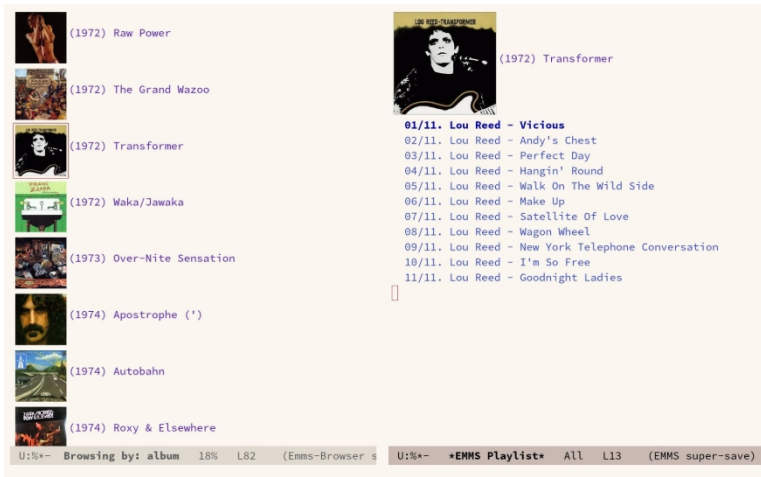 (1972) Raw Power
(1972) The Grand Wazoo
(1972) Transformer
(1972) Waka/Jawaka
(1973) Over-Nite Sensation
(1974) Apostrophe (')
(1974) Autobahn
(1974) Roxy & Elsewhere
U:%*- Browsing by: album 18% L82 (Emms-Browser s
LOU REED-TRANSFORMER
(1972) Transformer
01/11. Lou Reed - Vicious
02/11. Lou Reed - Andy's Chest
03/11. Lou Reed - Perfect Day
04/11. Lou Reed - Hangin' Round
05/11. Lou Reed - Walk On The Wild Side
06/11. Lou Reed - Make Up
07/11. Lou Reed - Satellite Of Love
08/11. Lou Reed - Wagon Wheel
09/11. Lou Reed - New York Telephone Conversation
10/11. Lou Reed - I'm So Free
11/11. Lou Reed - Goodnight Ladies
U:%*- *EMMS Playlist* All L13 (EMMS super-save)